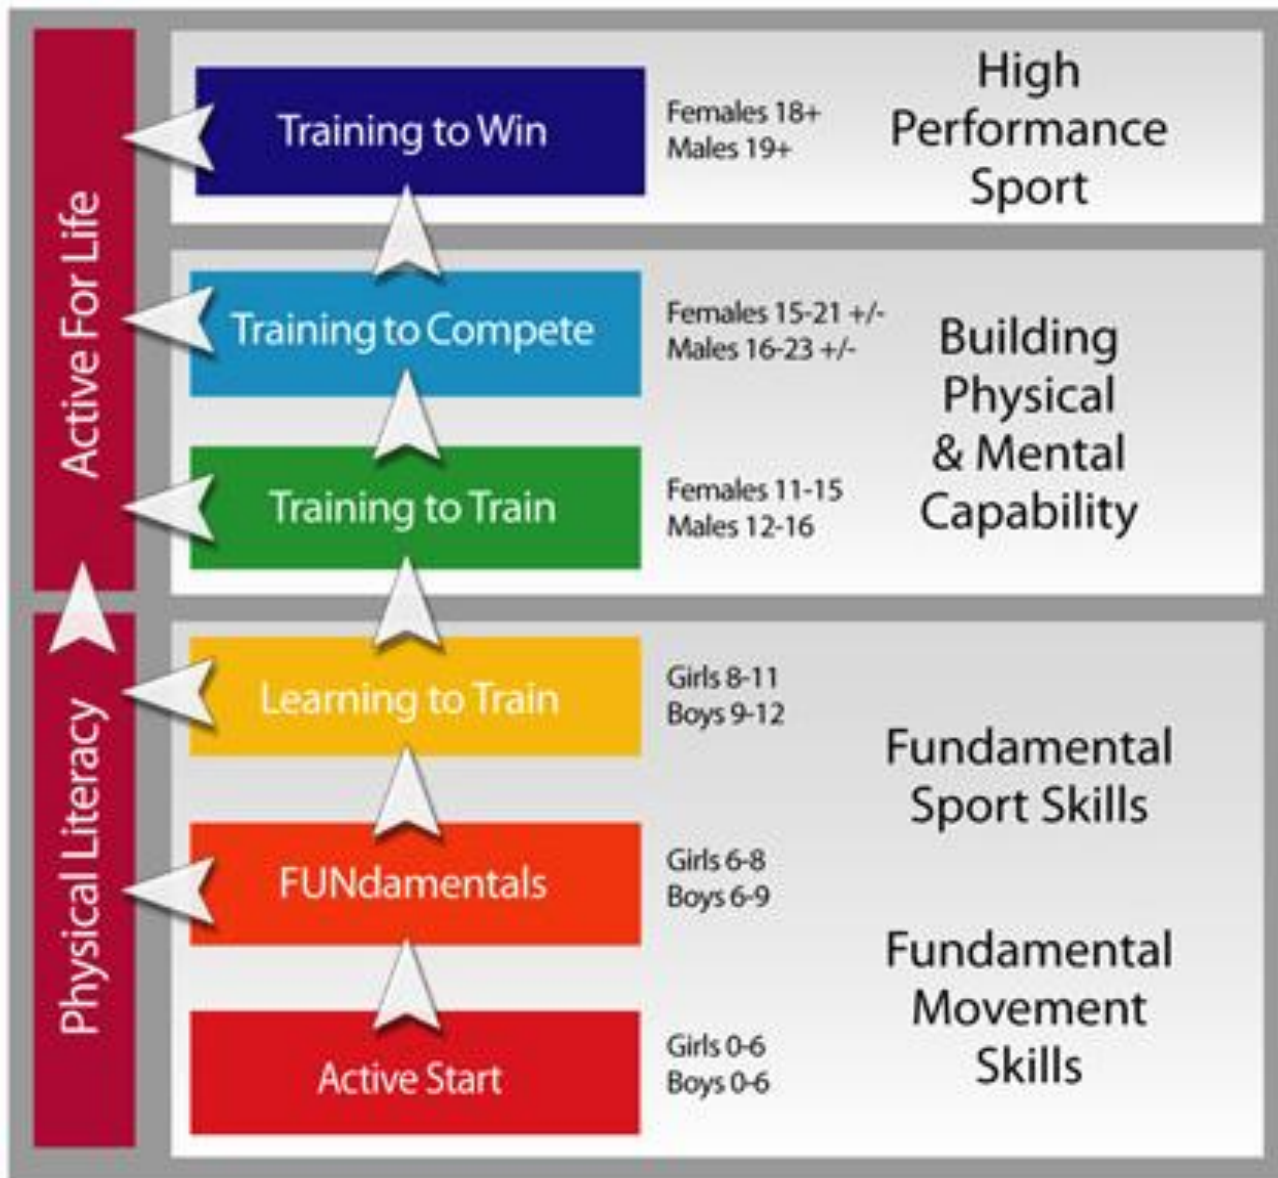 Active For Life
Physical Literacy
Training to Win
Females 18+
Males 19+
High
Performance
Sport
Training to Compete
Females 15-21 +/-
Males 16-23 +/-
Training to Train
Females 11-15
Males 12-16
Building
Physical
& Mental
Capability
Learning to Train
Girls 8-11
Boys 9-12
Fundamental
Sport Skills
FUNdamentals
Girls 6-8
Boys 6-9
Active Start
Girls 0-6
Boys 0-6
Fundamental
Movement
Skills